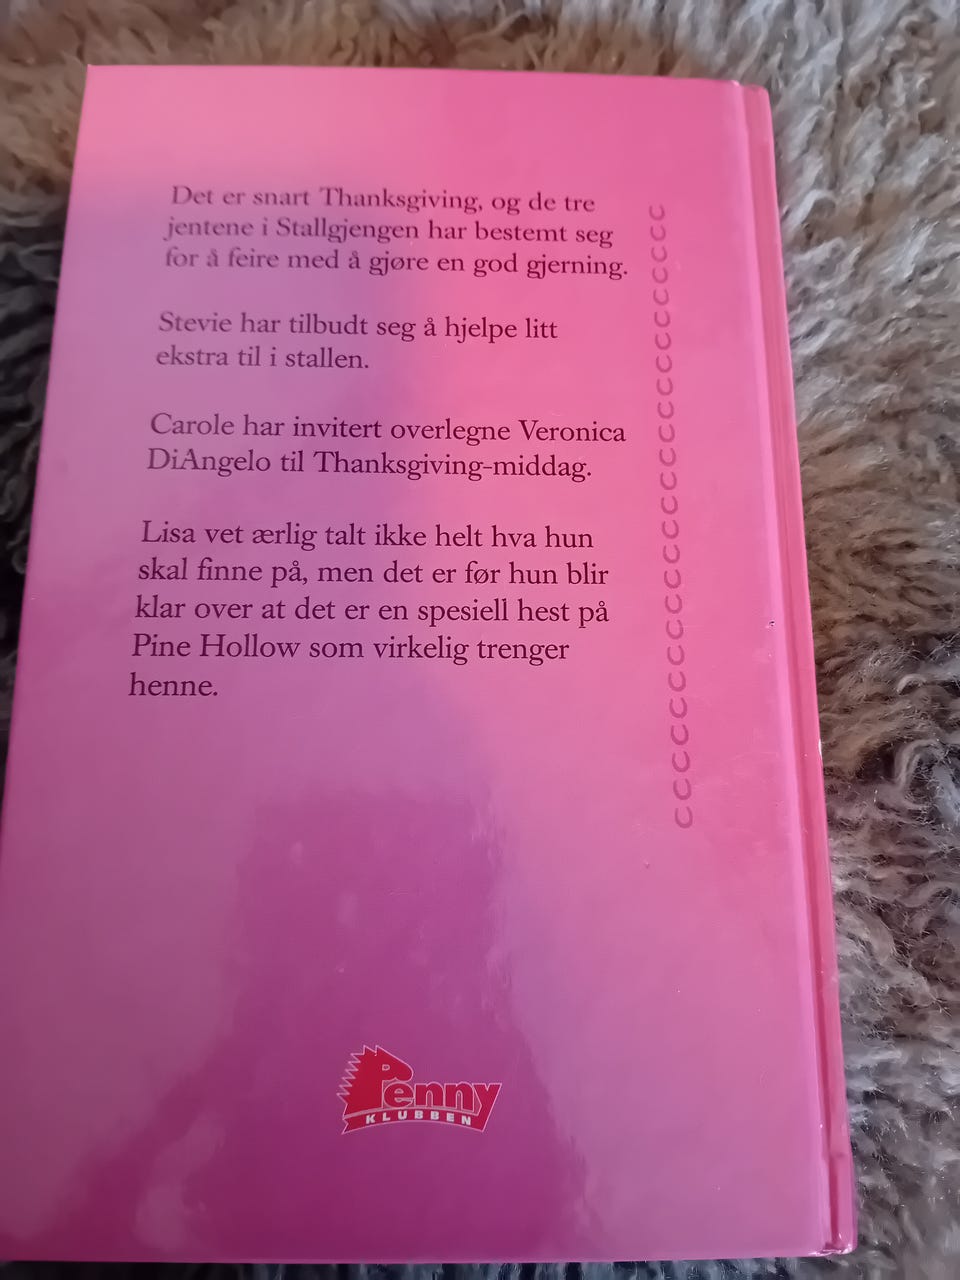 Det er snart Thanksgiving, og de tre
jentene i Stallgjengen har bestemt seg
for å feire med å gjøre en god gjerning.
Stevie har tilbudt seg å hjelpe litt
ekstra til i stallen.
Carole har invitert overlegne Veronica
DiAngelo til Thanksgiving-middag.
Lisa vet ærlig talt ikke helt hva hun
skal finne på, men det er før hun blir
klar over at det er en spesiell hest på
Pine Hollow som virkelig trenger
henne.
Penny
KLUBBEN